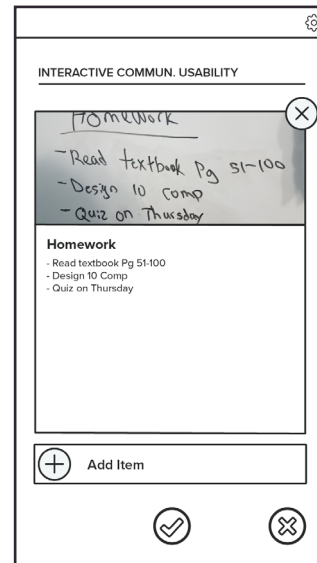 INTERACTIVE COMMUN. USABILITY
Homework
- Read textbook Pg 51-100
- Design 10 Comp
- Quiz on Thursday
Homework
- Read textbook Pg 51-100
- Design 10 Comp
- Quiz on Thursday
Add Item